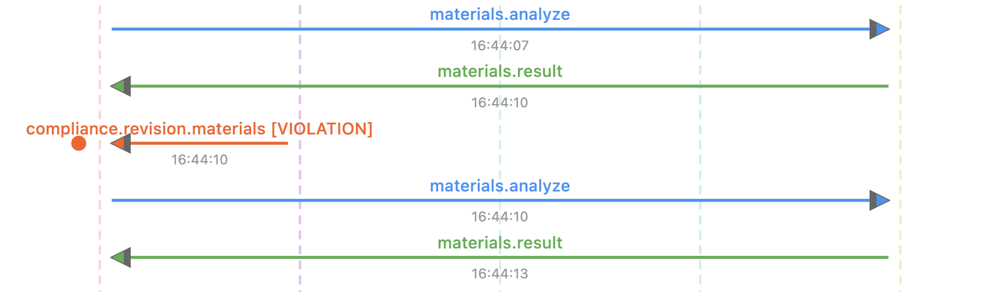 materials.analyze
16:44:07
materials.result
16:44:10
compliance.revision.materials [VIOLATION]
16:44:10
materials.analyze
16:44:10
materials.result
16:44:13